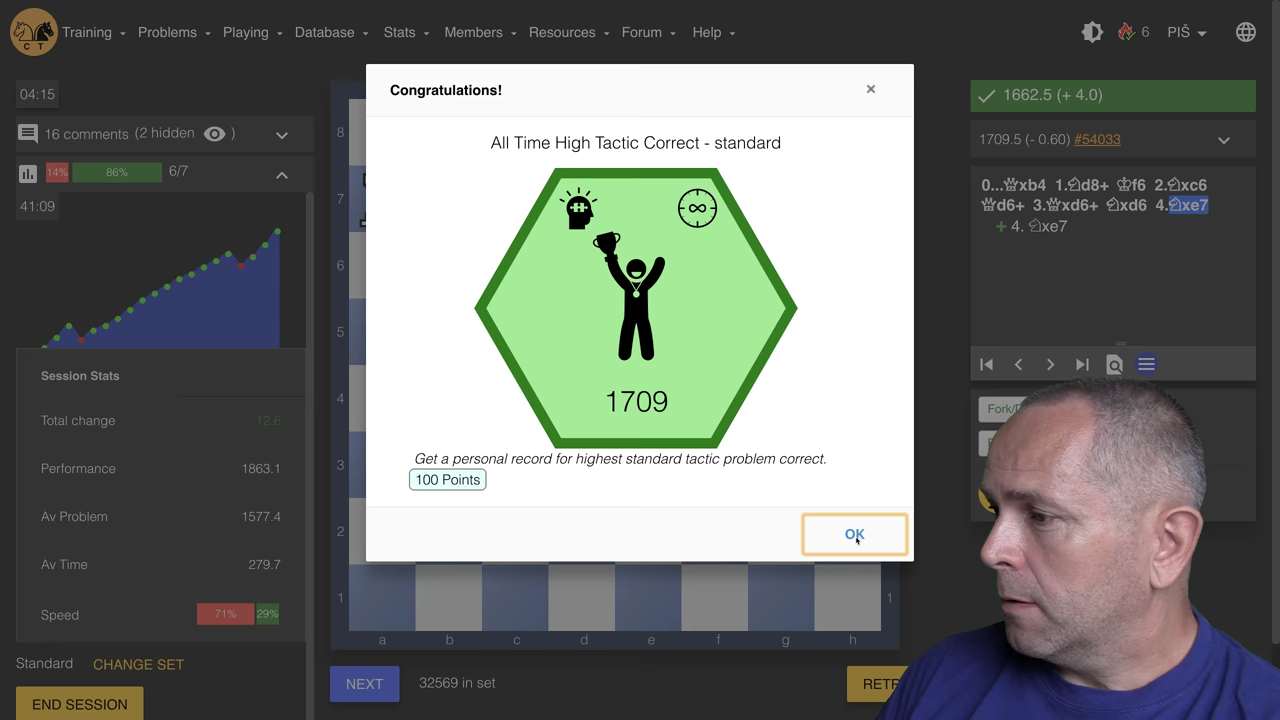 C T
Training
Problems
Playing
Database
Stats
Members
Resources
Forum
Help
6
PIŠ
04:15
16 comments (2 hidden )
14%
86%
6/7
41:09
Session Stats
Total change 12.6
Performance 1863.1
Av Problem 1577.4
Av Time 279.7
Speed 71% 29%
Standard CHANGE SET
END SESSION
Congratulations!
×
All Time High Tactic Correct - standard
∞
1709
Get a personal record for highest standard tactic problem correct.
100 Points
OK
8
7
6
5
4
3
2
1
1
a b c d e f g h
NEXT
32569 in set
RETR
1662.5 (+ 4.0)
1709.5 (- 0.60) #54033
0...♕xb4 1.♘d8+ ♔f6 2.♘xc6
♕d6+ 3.♕xd6+ ♘xd6 4.♘xe7
+ 4. ♘xe7
Fork/